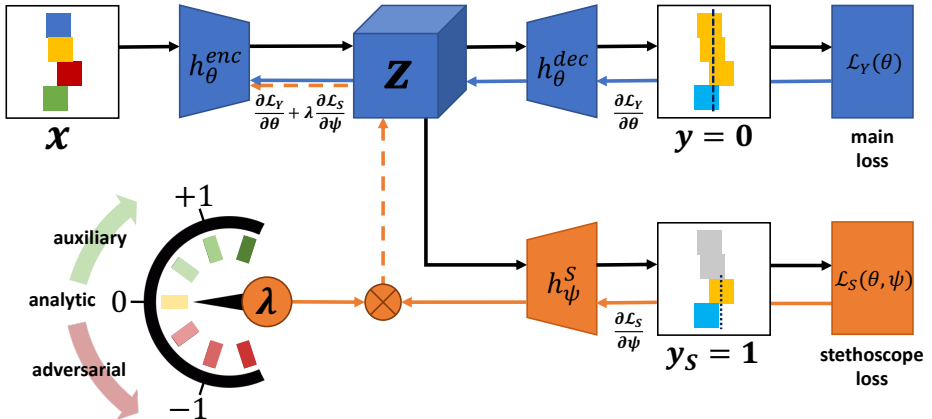 x
h_θ^enc
Z
h_θ^dec
ℒ_Y(θ)
∂ℒ_Y/∂θ + λ ∂ℒ_S/∂ψ
∂ℒ_Y/∂θ
y = 0
main
loss
+1
auxiliary
analytic
0
λ
adversarial
−1
h_ψ^S
∂ℒ_S/∂ψ
y_S = 1
ℒ_S(θ, ψ)
stethoscope
loss